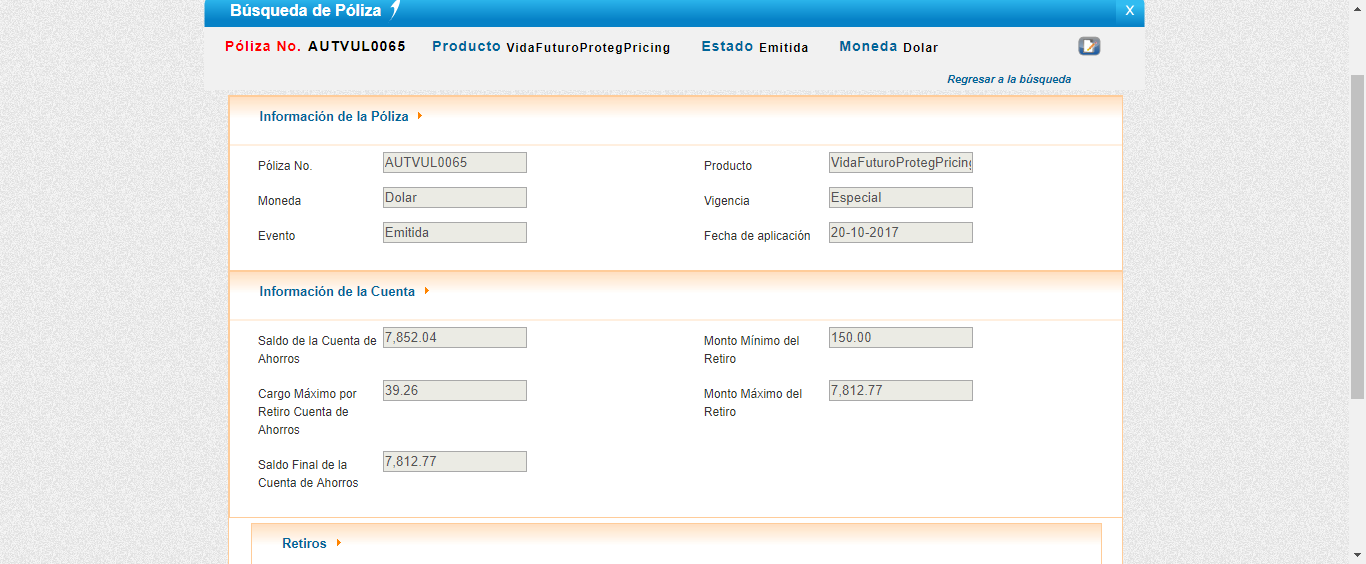 Búsqueda de Póliza X
Póliza No. AUTVUL0065 Producto VidaFuturoProtegPricing Estado Emitida Moneda Dolar
Regresar a la búsqueda
Información de la Póliza
Póliza No. AUTVUL0065 Producto VidaFuturoProtegPricing
Moneda Dolar Vigencia Especial
Evento Emitida Fecha de aplicación 20-10-2017
Información de la Cuenta
Saldo de la Cuenta de Ahorros 7,852.04 Monto Mínimo del Retiro 150.00
Cargo Máximo por Retiro Cuenta de Ahorros 39.26 Monto Máximo del Retiro 7,812.77
Saldo Final de la Cuenta de Ahorros 7,812.77
Retiros